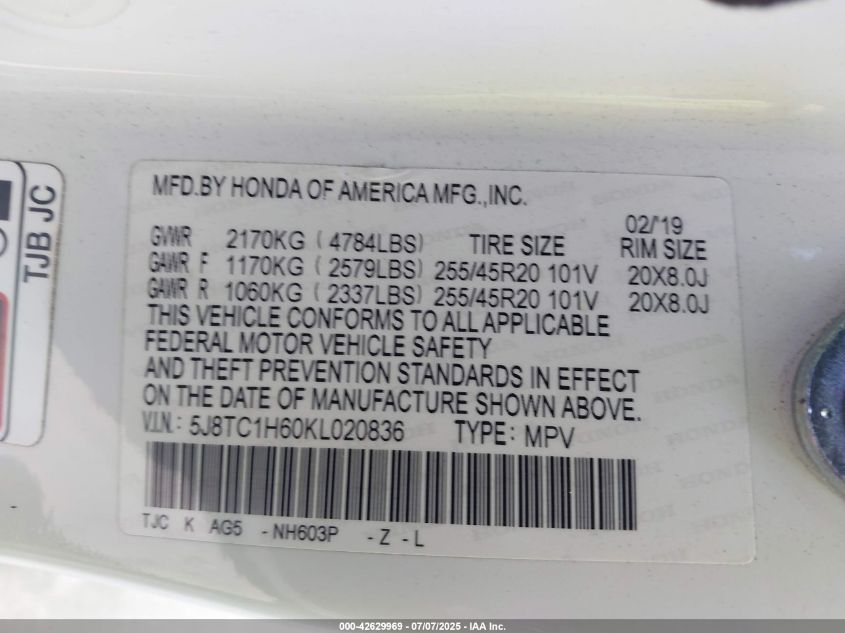 MFD.BY HONDA OF AMERICA MFG.,INC.
02/'19
GVWR 2170KG ( 4784LBS) TIRE SIZE RIM SIZE
GAWR F 1170KG ( 2579LBS) 255/45R20 101V 20X8.0J
GAWR R 1060KG ( 2337LBS) 255/45R20 101V 20X8.0J
THIS VEHICLE CONFORMS TO ALL APPLICABLE
FEDERAL MOTOR VEHICLE SAFETY
AND THEFT PREVENTION STANDARDS IN EFFECT
ON THE DATE OF MANUFACTURE SHOWN ABOVE.
V.I.N.: 5J8TC1H60KL020836 TYPE: MPV
TJC K AG5 -NH603P -Z -L
TJB JC
000-42629969 - 07/07/2025 - IAA Inc.